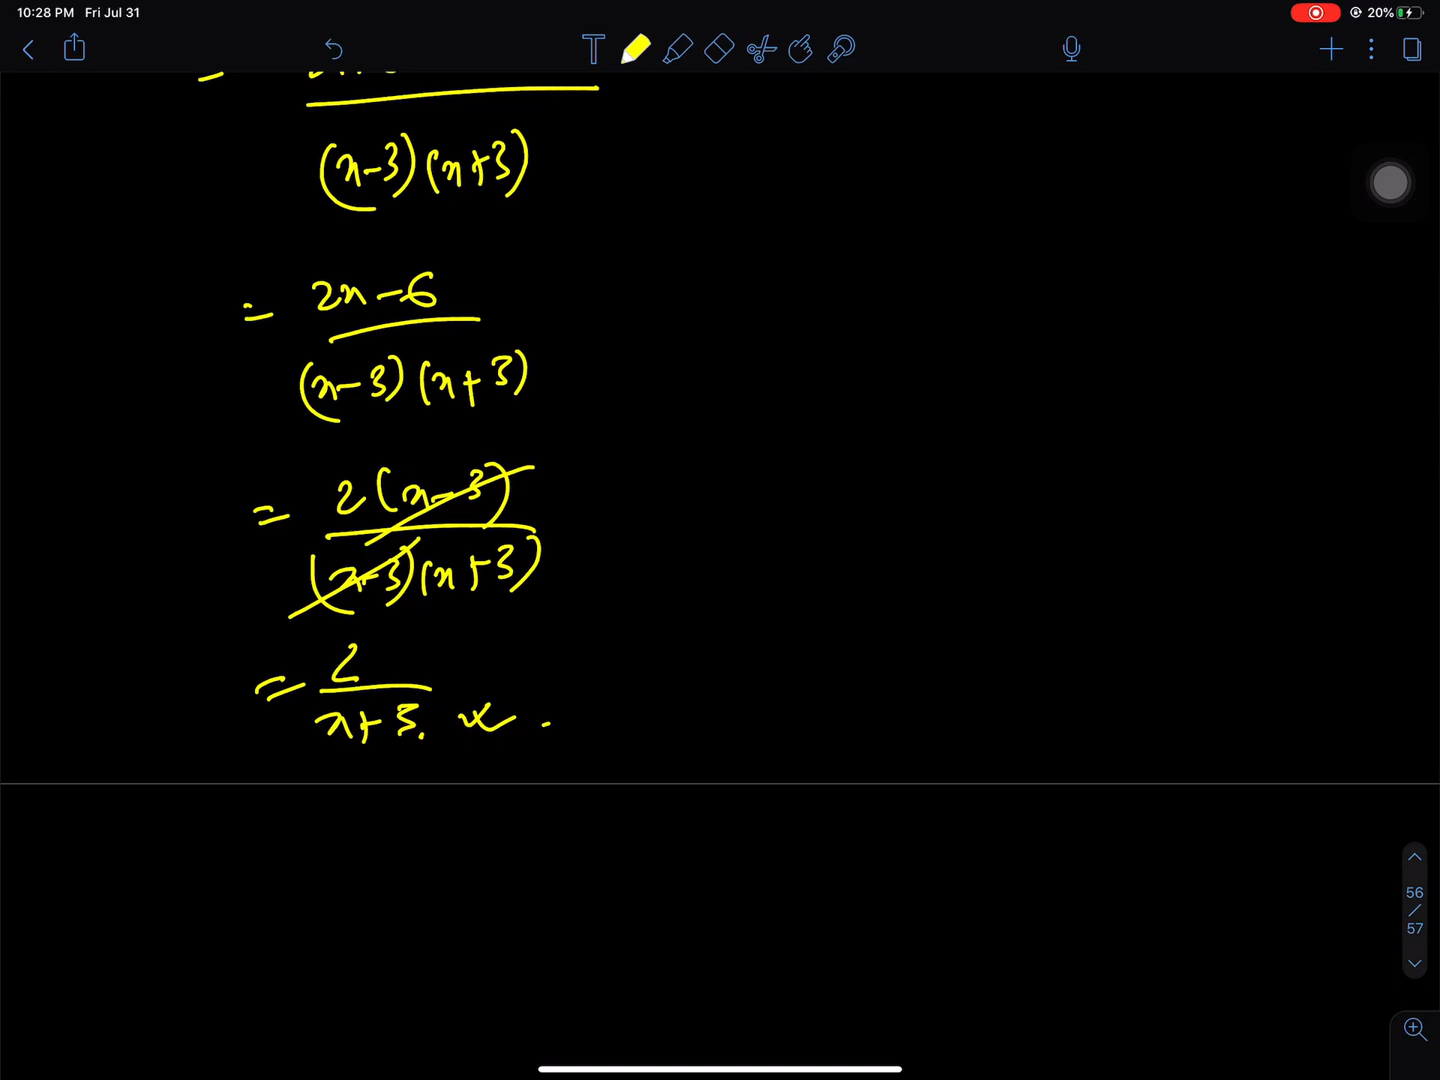 10:28 PM Fri Jul 31
20%
=
(x-3)(x+3)
= 2x-6
(x-3)(x+3)
= 2(x-3)
(x-3)(x+3)
= 2
x+3.
56
/
57